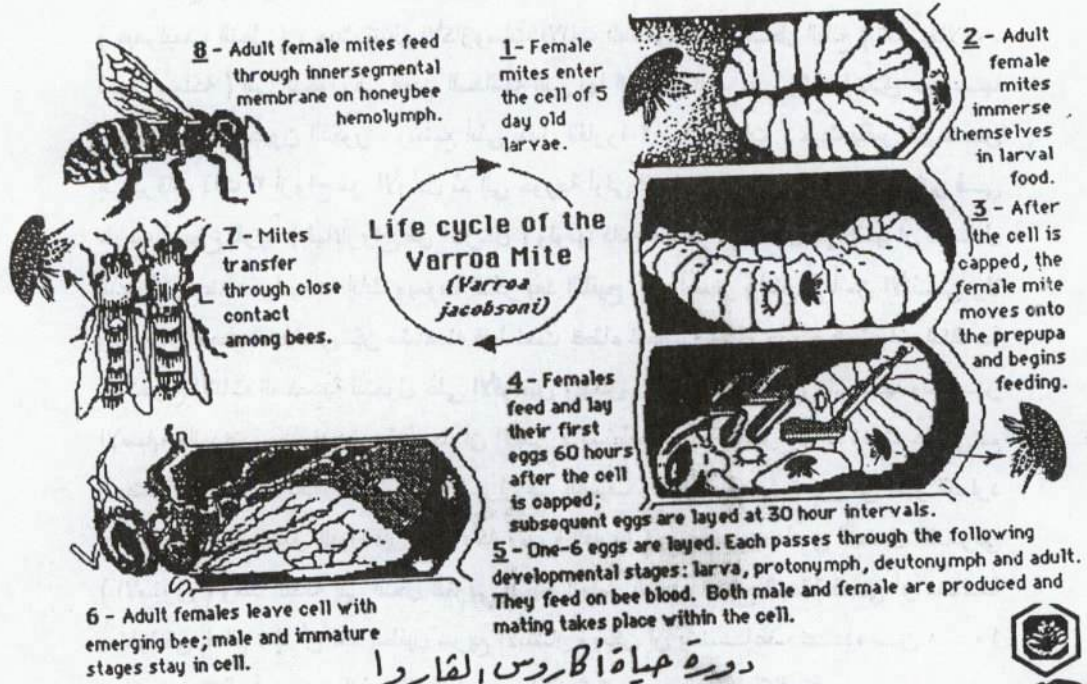 8 - Adult female mites feed
through innersegmental
membrane on honeybee
hemolymph.
1 - Female
mites enter
the cell of 5
day old
larvae.
2 - Adult
female
mites
immerse
themselves
in larval
food.
Life cycle of the
Varroa Mite
(Varroa
jacobsoni)
3 - After
the cell is
capped, the
female mite
moves onto
the prepupa
and begins
feeding.
4 - Females
feed and lay
their first
eggs 60 hours
after the cell
is capped;
subsequent eggs are layed at 30 hour intervals.
5 - One-6 eggs are layed. Each passes through the following
developmental stages: larva, protonymph, deutonymph and adult.
They feed on bee blood. Both male and female are produced and
mating takes place within the cell.
6 - Adult females leave cell with
emerging bee; male and immature
stages stay in cell.
7 - Mites
transfer
through close
contact
among bees.
دورة حياة أكاروس الفاروا